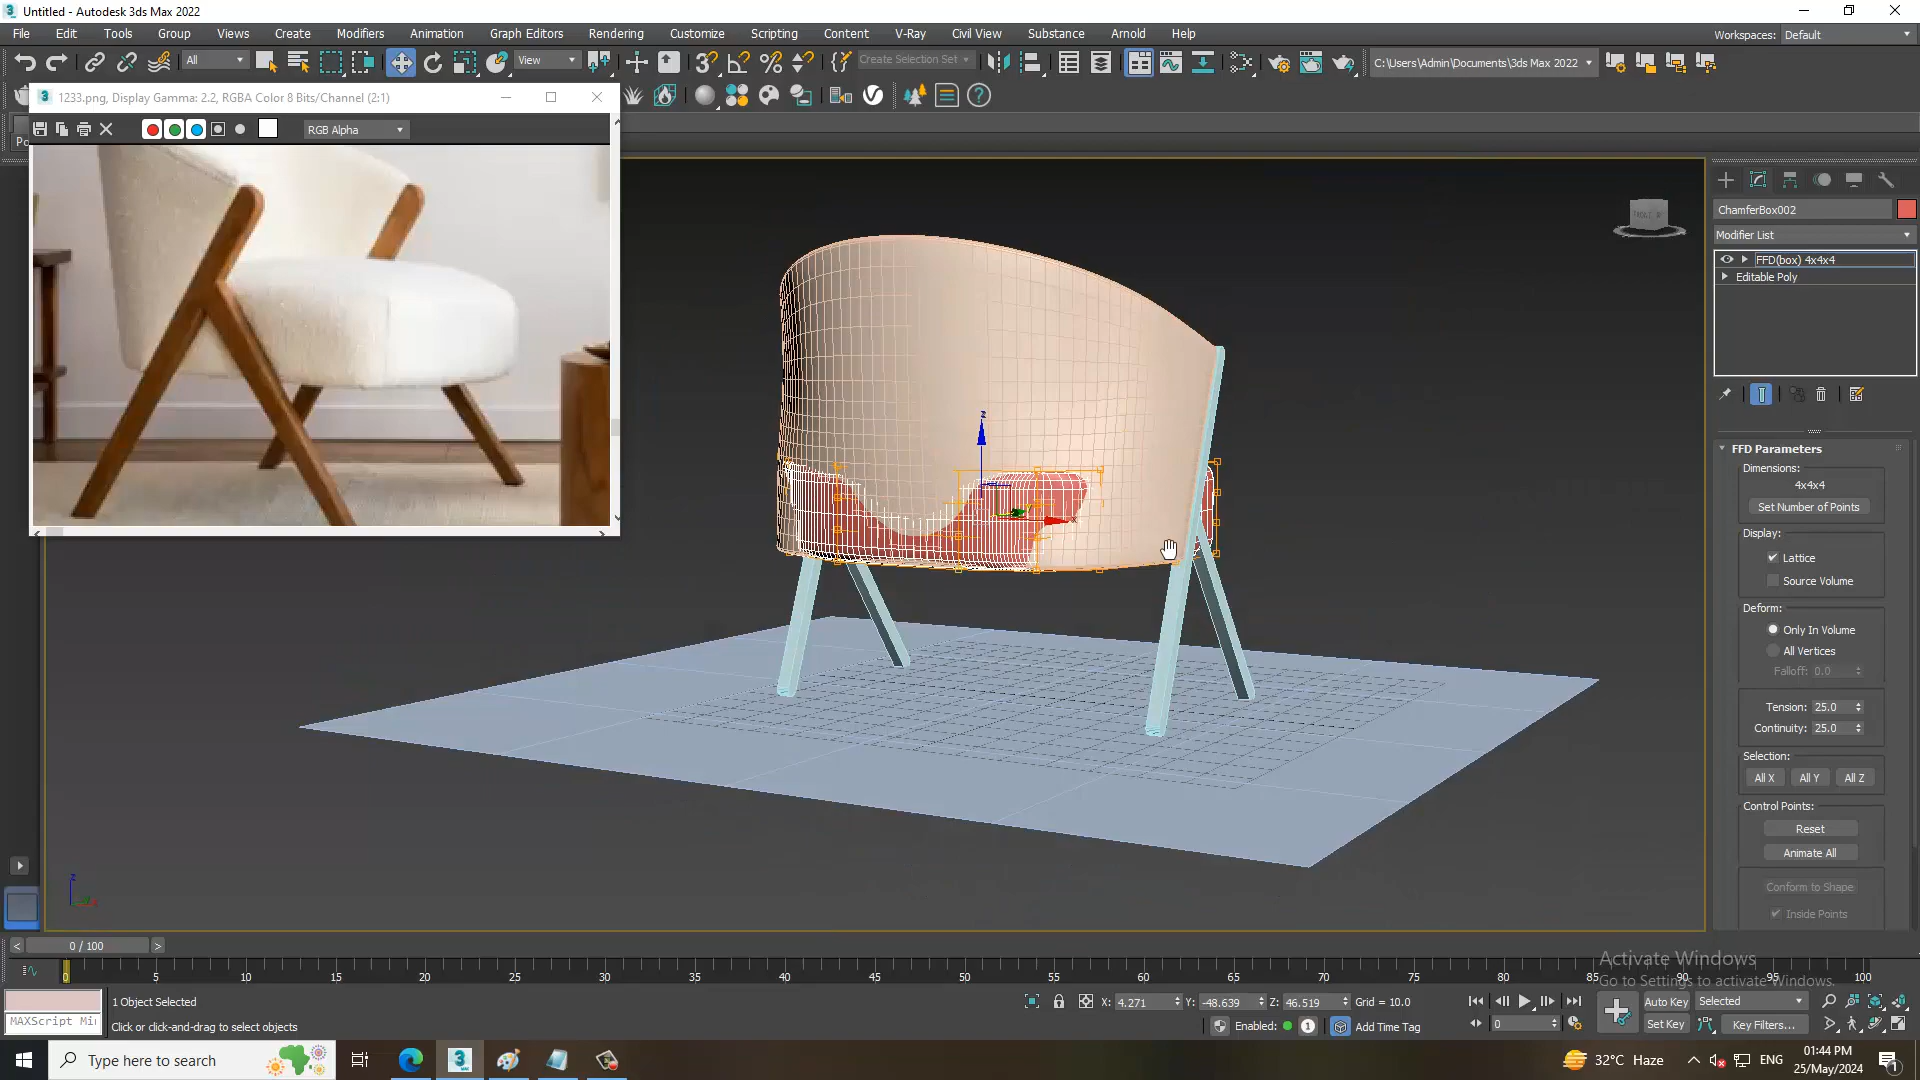 Untitled - Autodesk 3ds Max 2022
File Edit Tools Group Views Create Modifiers Animation Graph Editors Rendering Customize Scripting Content V-Ray Civil View Substance Arnold Help
Workspaces: Default
All View Create Selection Set C:\Users\Admin\Documents\3ds Max 2022
1233.png, Display Gamma: 2.2, RGBA Color 8 Bits/Channel (2:1)
RGB Alpha
Po
z
x
ChamferBox002
Modifier List
FFD(box) 4x4x4
Editable Poly
FFD Parameters
Dimensions:
4x4x4
Set Number of Points
Display:
Lattice
Source Volume
Deform:
Only In Volume
All Vertices
Falloff: 0.0
Tension: 25.0
Continuity: 25.0
Selection:
All X All Y All Z
Control Points:
Reset
Animate All
Conform to Shape
Inside Points
z
< 0 / 100 >
0 5 10 15 20 25 30 35 40 45 50 55 60 65 70 75 80 85 90 95 100
Activate Windows
Go to Settings to activate Windows.
1 Object Selected
X: 4.271 Y: -48.639 Z: 46.519 Grid = 10.0
Auto Key Selected
MAXScript Mi
Click or click-and-drag to select objects
Enabled: 1 Add Time Tag
0
Set Key Key Filters...
Type here to search
32°C Haze
ENG
01:44 PM
25/May/2024
1